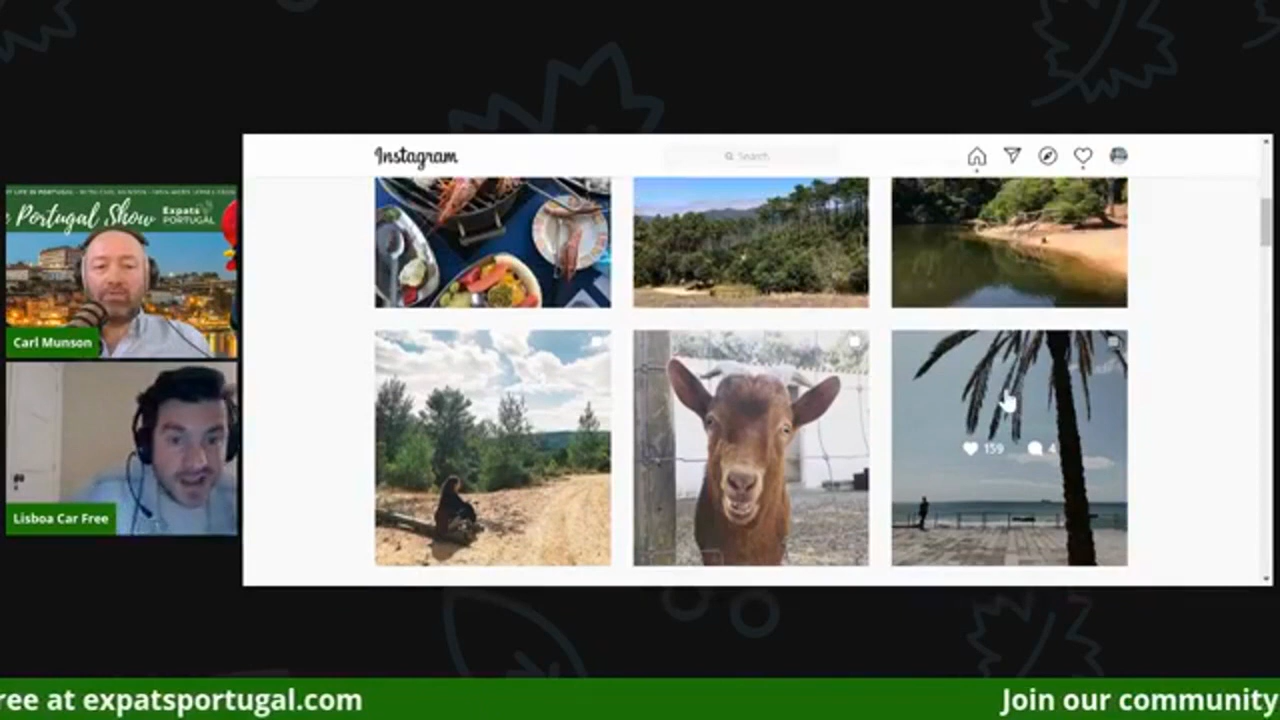 Portugal Show
Expats
PORTUGAL
Carl Munson
Lisboa Car Free
Instagram
Search
159
4
ree at expatsportugal.com
Join our community